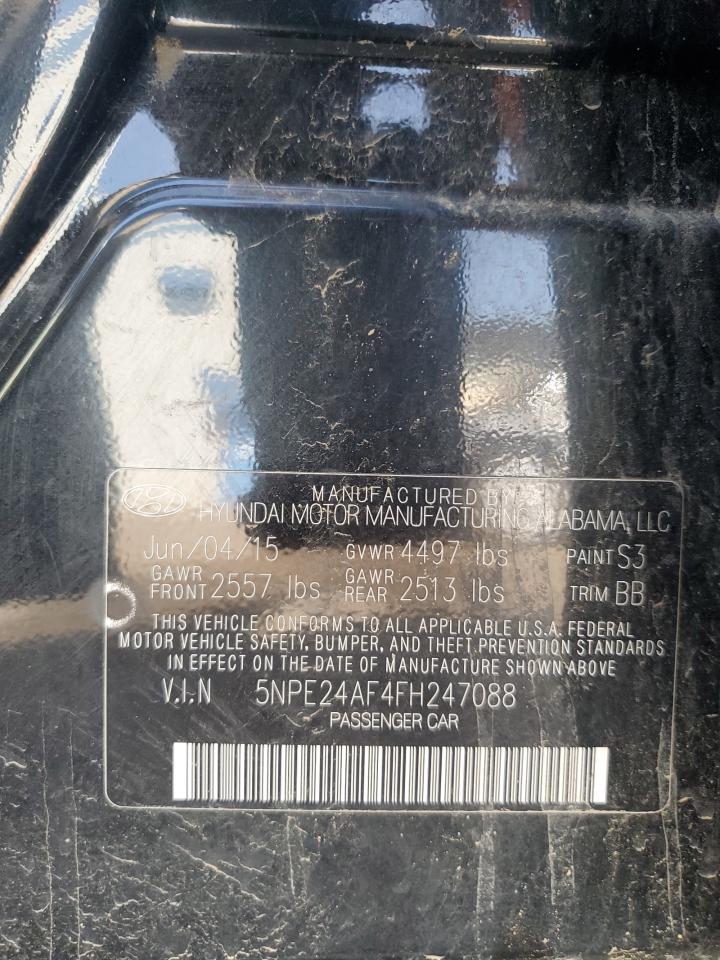 MANUFACTURED BY
HYUNDAI MOTOR MANUFACTURING ALABAMA, LLC
Jun/04/15 GVWR 4497 lbs PAINT S3
GAWR FRONT 2557 lbs GAWR REAR 2513 lbs TRIM BB
THIS VEHICLE CONFORMS TO ALL APPLICABLE U.S.A. FEDERAL
MOTOR VEHICLE SAFETY, BUMPER, AND THEFT PREVENTION STANDARDS
IN EFFECT ON THE DATE OF MANUFACTURE SHOWN ABOVE
V.I.N 5NPE24AF4FH247088
PASSENGER CAR